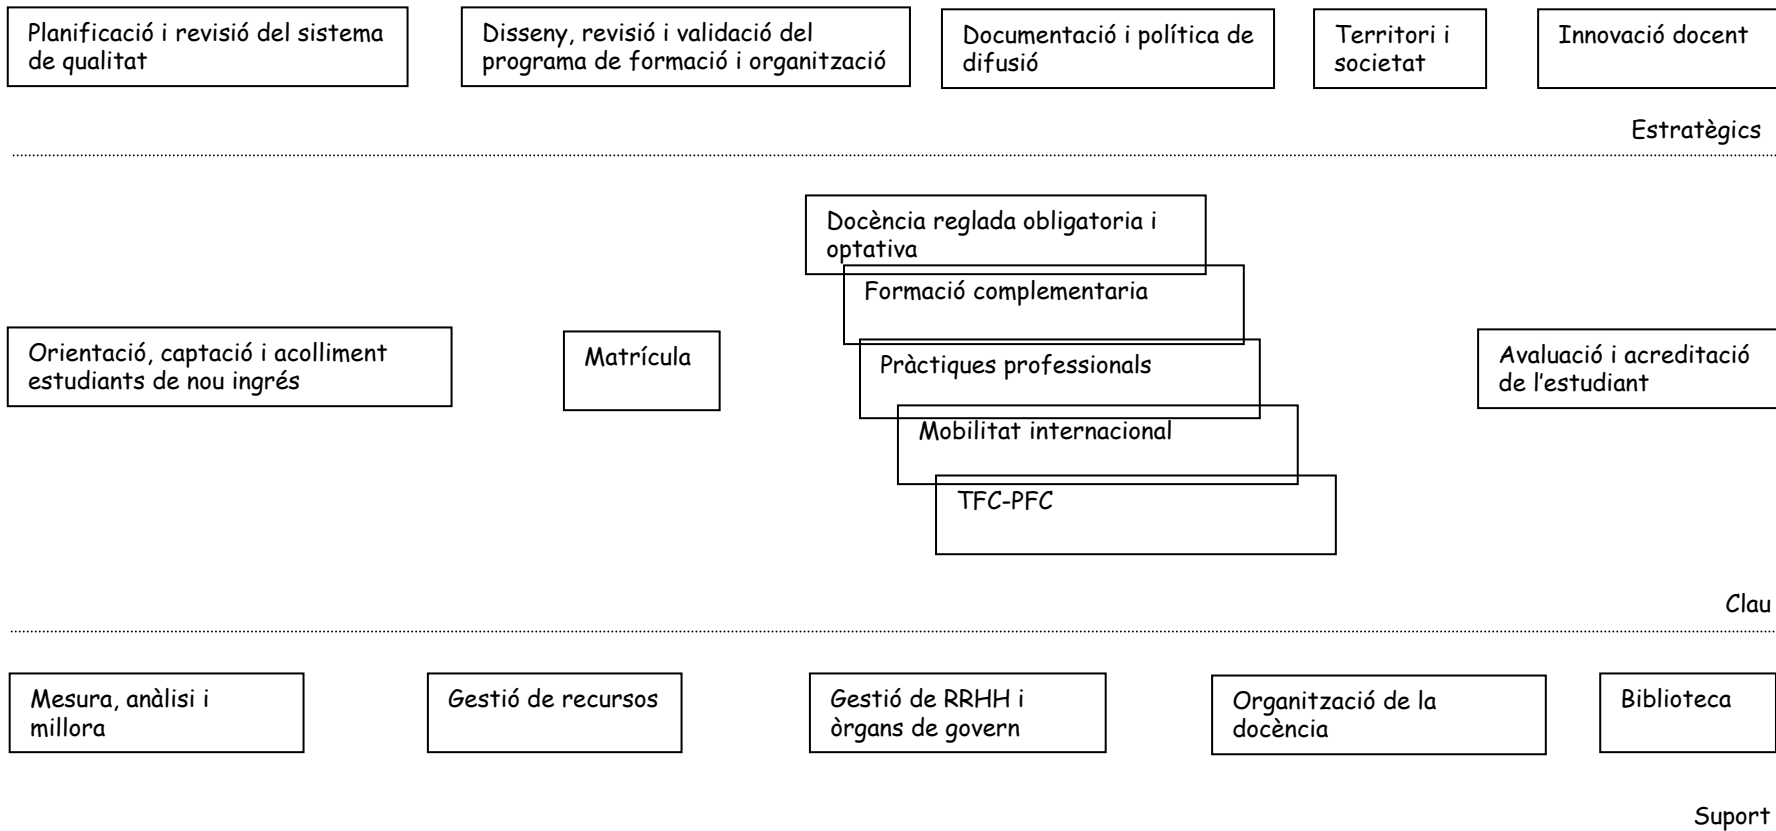 Planificació i revisió del sistema
de qualitat
Disseny, revisió i validació del
programa de formació i organització
Documentació i política de
difusió
Territori i
societat
Innovació docent
Estratègics
Docència reglada obligatoria i
optativa
Formació complementaria
Orientació, captació i acolliment
estudiants de nou ingrés
Matrícula
Pràctiques professionals
Avaluació i acreditació
de l'estudiant
Mobilitat internacional
TFC-PFC
Clau
Mesura, anàlisi i
millora
Gestió de recursos
Gestió de RRHH i
òrgans de govern
Organització de la
docència
Biblioteca
Suport